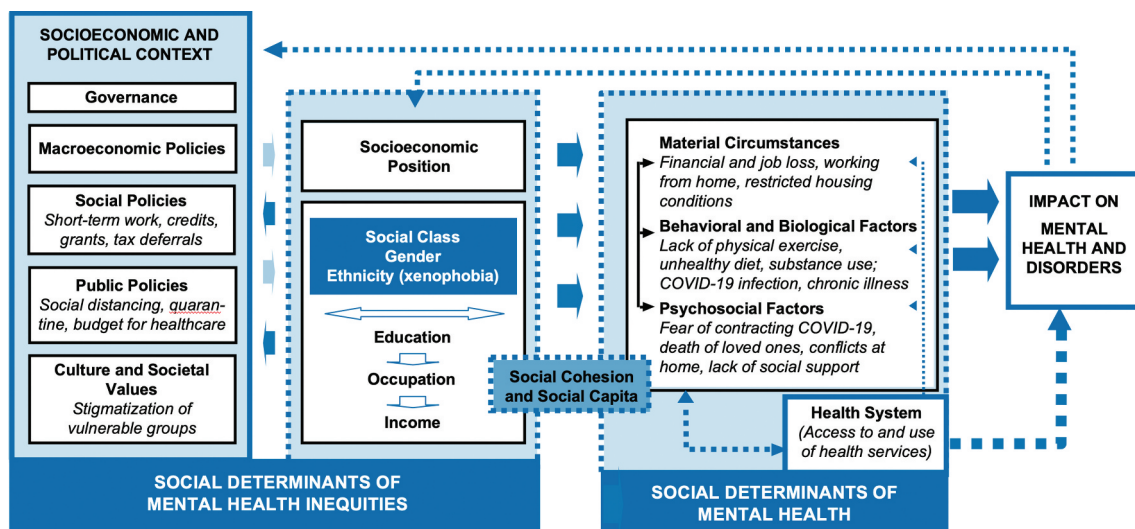 SOCIOECONOMIC AND
POLITICAL CONTEXT
Governance
Macroeconomic Policies
Social Policies
Short-term work, credits,
grants, tax deferrals
Public Policies
Social distancing, quaran-
tine, budget for healthcare
Culture and Societal
Values
Stigmatization of
vulnerable groups
Socioeconomic
Position
Social Class
Gender
Ethnicity (xenophobia)
Education
Occupation
Income
SOCIAL DETERMINANTS OF
MENTAL HEALTH INEQUITIES
Social Cohesion
and Social Capita
Material Circumstances
Financial and job loss, working
from home, restricted housing
conditions
Behavioral and Biological Factors
Lack of physical exercise,
unhealthy diet, substance use;
COVID-19 infection, chronic illness
Psychosocial Factors
Fear of contracting COVID-19,
death of loved ones, conflicts at
home, lack of social support
Health System
(Access to and use
of health services)
SOCIAL DETERMINANTS OF
MENTAL HEALTH
IMPACT ON
MENTAL
HEALTH AND
DISORDERS